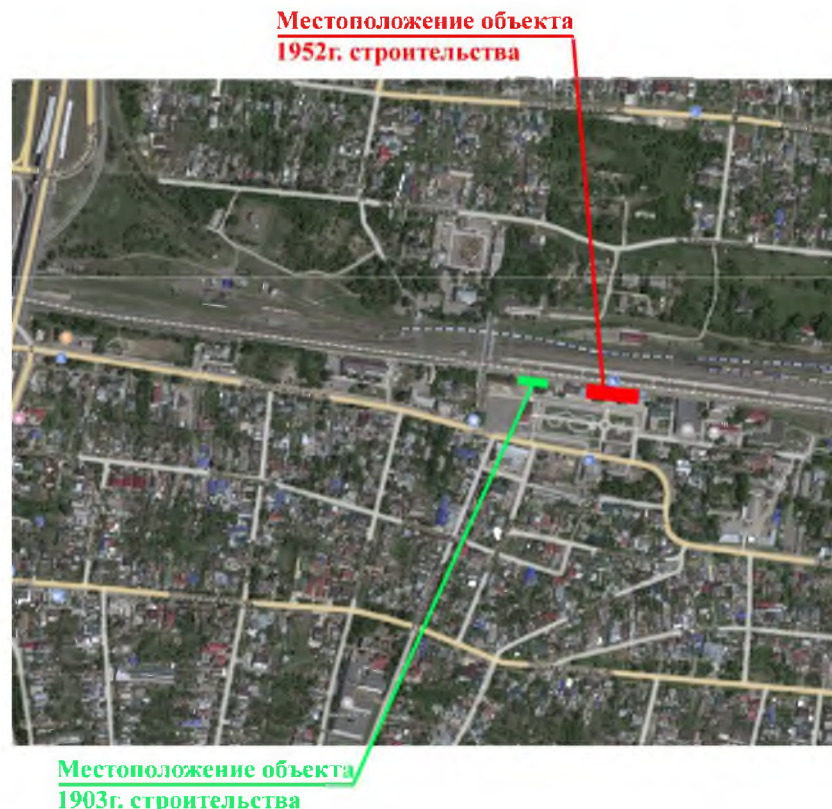 Местоположение объекта
1952г. строительства
Местоположение объекта
1903г. строительства